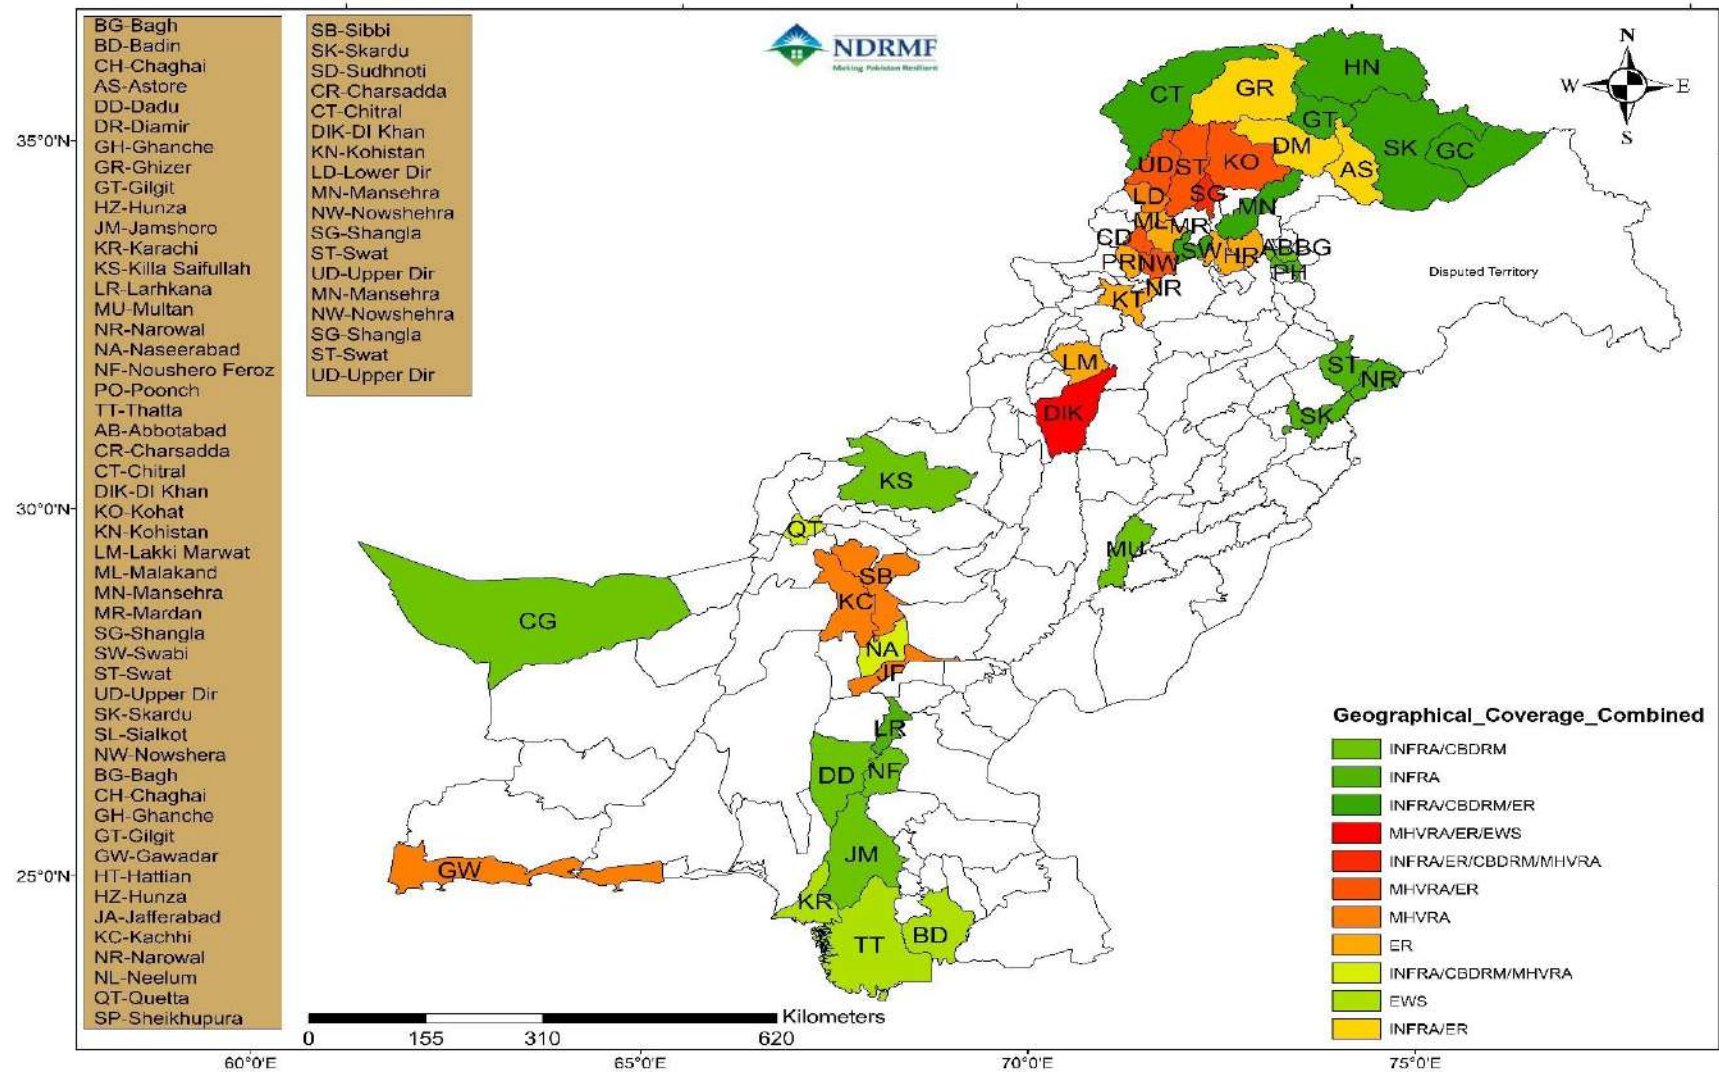 BG-Bagh
BD-Badin
CH-Chaghai
AS-Astore
DD-Dadu
DR-Diamir
GH-Ghanche
GR-Ghizer
GT-Gilgit
HZ-Hunza
JM-Jamshoro
KR-Karachi
KS-Killa Saifullah
LR-Larhkana
MU-Multan
NR-Narowal
NA-Naseerabad
NF-Noushero Feroz
PO-Poonch
TT-Thatta
AB-Abbotabad
CR-Charsadda
CT-Chitral
DIK-DI Khan
KO-Kohat
KN-Kohistan
LM-Lakki Marwat
ML-Malakand
MN-Mansehra
MR-Mardan
SG-Shangla
SW-Swabi
ST-Swat
UD-Upper Dir
SK-Skardu
SL-Sialkot
NW-Nowshera
BG-Bagh
CH-Chaghai
GH-Ghanche
GT-Gilgit
GW-Gawadar
HT-Hattian
HZ-Hunza
JA-Jafferabad
KC-Kachhi
NR-Narowal
NL-Neelum
QT-Quetta
SP-Sheikhupura
SB-Sibbi
SK-Skardu
SD-Sudhnoti
CR-Charsadda
CT-Chitral
DIK-DI Khan
KN-Kohistan
LD-Lower Dir
MN-Mansehra
NW-Nowshehra
SG-Shangla
ST-Swat
UD-Upper Dir
MN-Mansehra
NW-Nowshehra
SG-Shangla
ST-Swat
UD-Upper Dir
NDRMF
Making Pakistan Resilient
N
W
E
S
HN
CT
GR
GT
DM
SK
GC
UD
ST
KO
AS
SG
LD
MN
ML
MR
CD
SW
HR
ABBG
PR
NW
PH
NR
KT
Disputed Territory
LM
ST
NR
DIK
SK
KS
QT
MU
SB
KC
CG
NA
JF
LR
DD
NF
JM
GW
KR
TT
BD
35°0'N
30°0'N
25°0'N
60°0'E
65°0'E
70°0'E
75°0'E
Kilometers
0
155
310
620
Geographical_Coverage_Combined
INFRA/CBDRM
INFRA
INFRA/CBDRM/ER
MHVRA/ER/EWS
INFRA/ER/CBDRM/MHVRA
MHVRA/ER
MHVRA
ER
INFRA/CBDRM/MHVRA
EWS
INFRA/ER